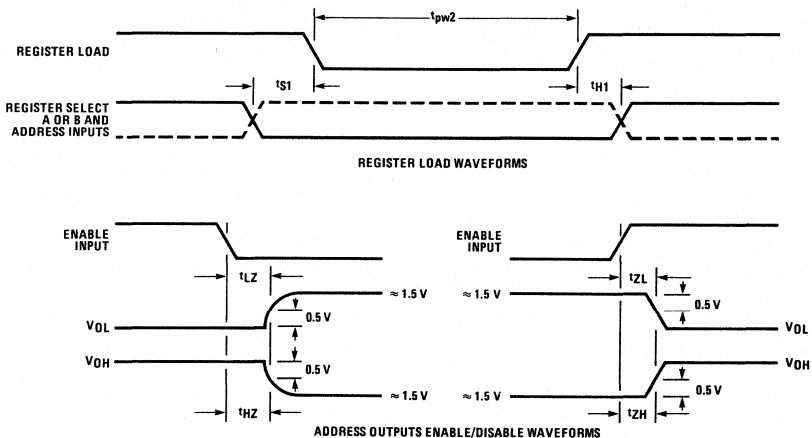 tpw2
REGISTER LOAD
tS1
tH1
REGISTER SELECT
A OR B AND
ADDRESS INPUTS
REGISTER LOAD WAVEFORMS
ENABLE
INPUT
ENABLE
INPUT
tLZ
tZL
≈ 1.5 V
≈ 1.5 V
0.5 V
0.5 V
VOL
VOL
VOH
VOH
0.5 V
0.5 V
≈ 1.5 V
≈ 1.5 V
tHZ
tZH
ADDRESS OUTPUTS ENABLE/DISABLE WAVEFORMS